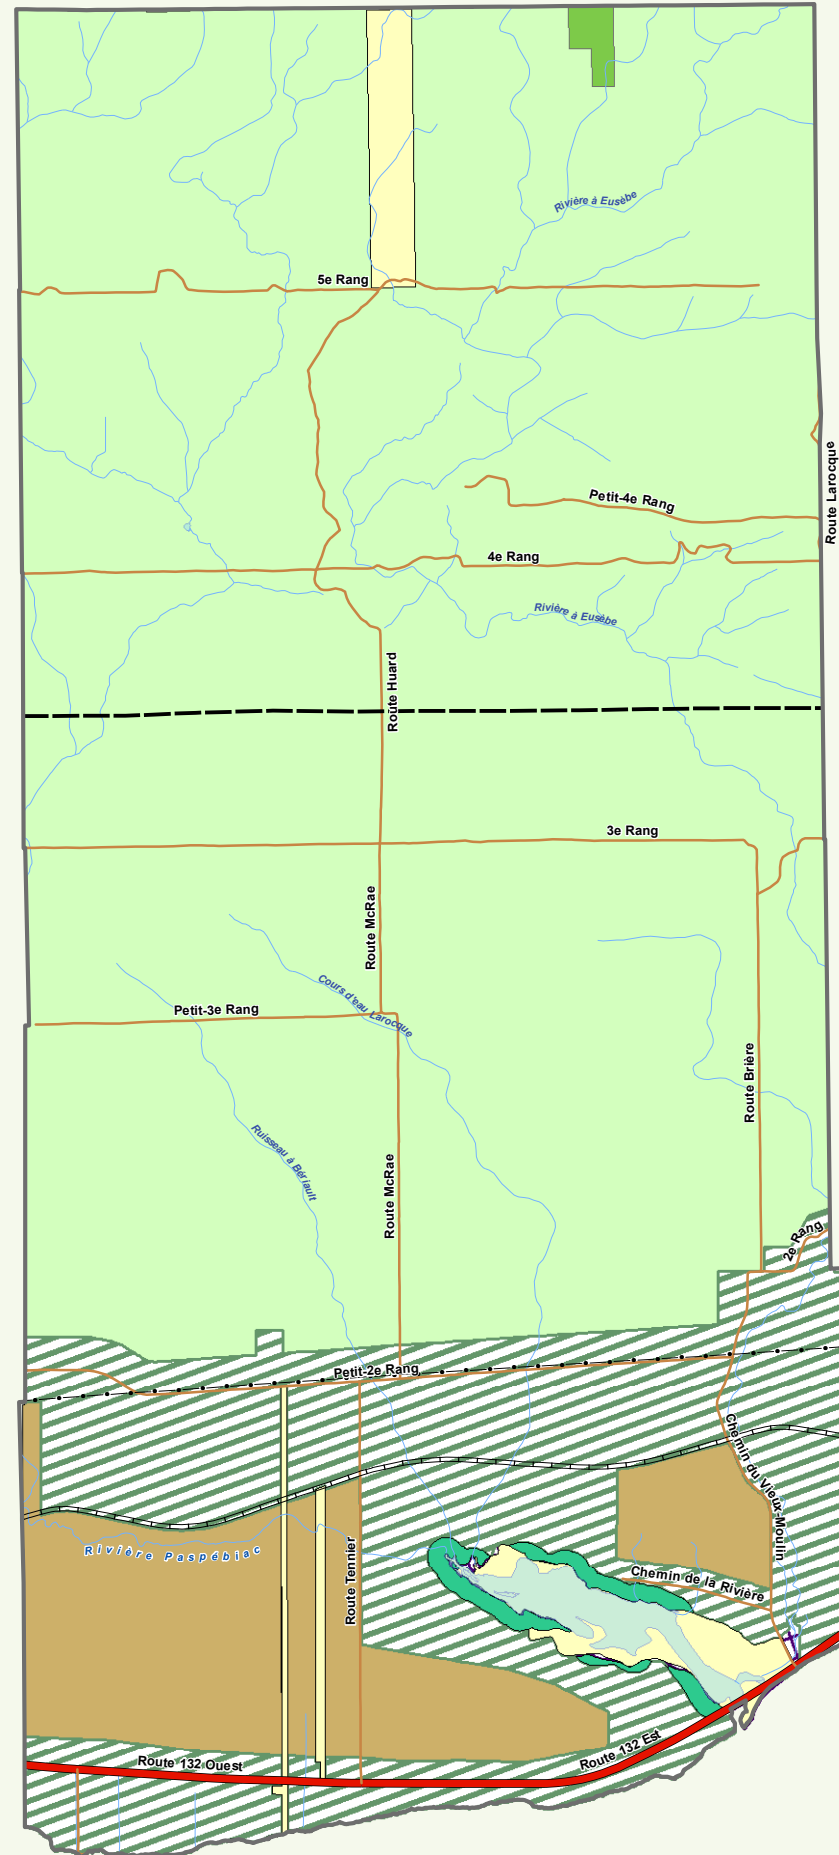 Rivière à Eusèbe
5e Rang
Route Larocque
Petit-4e Rang
4e Rang
Rivière à Eusèbe
Route Huard
3e Rang
Route McRae
Cours d'eau Larocque
Petit-3e Rang
Route Brière
Ruisseau à Bériault
Route McRae
2e Rang
Petit-2e Rang
Chemin du Vieux-Moulin
Rivière Paspébiac
Route Tennier
Chemin de la Rivière
Route 132 Est
Route 132 Ouest